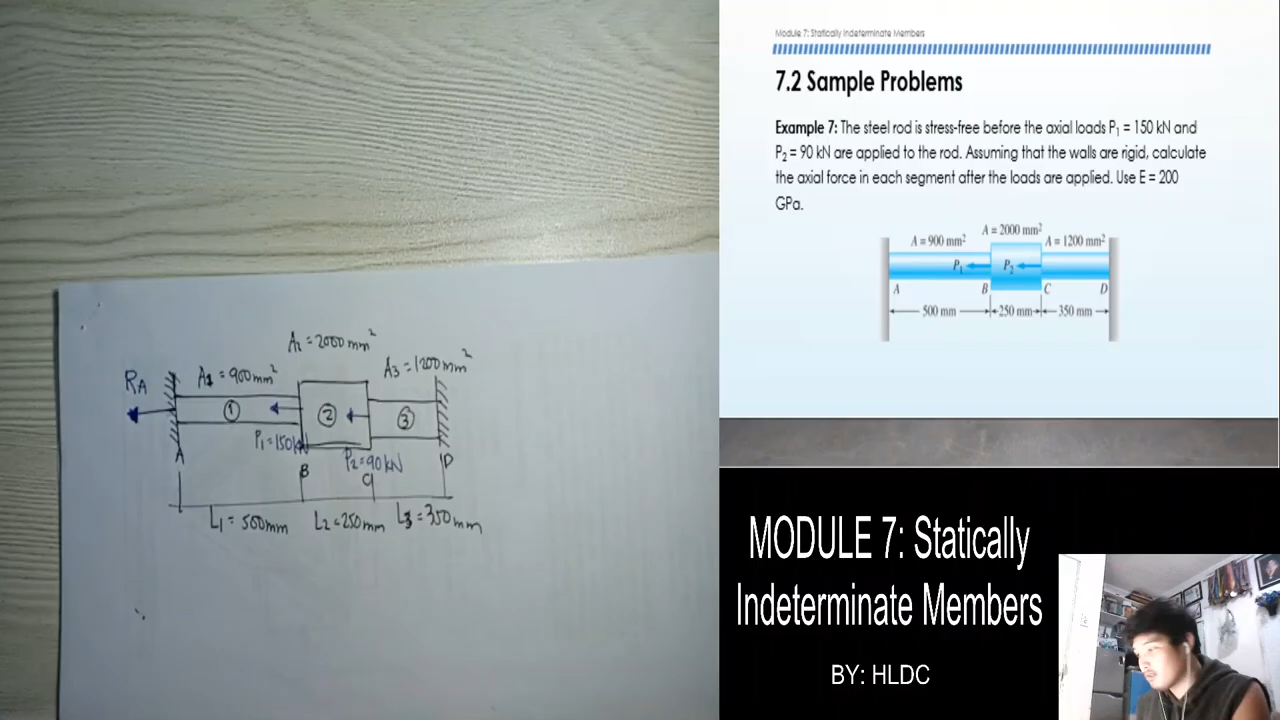 A₂ = 2000 mm²
A₁ = 900 mm²
A₃ = 1200 mm²
RA
①
②
③
P₁ = 150 kN
P₂ = 90 kN
A
B
C
D
L₁ = 500mm
L₂ = 250mm
L₃ = 350mm
Module 7: Statically Indeterminate Members
7.2 Sample Problems
Example 7: The steel rod is stress-free before the axial loads P₁ = 150 kN and
P₂ = 90 kN are applied to the rod. Assuming that the walls are rigid, calculate
the axial force in each segment after the loads are applied. Use E = 200
GPa.
A = 2000 mm²
A = 900 mm²
A = 1200 mm²
P₁
P₂
A
B
C
D
500 mm
250 mm
350 mm
MODULE 7: Statically
Indeterminate Members
BY: HLDC